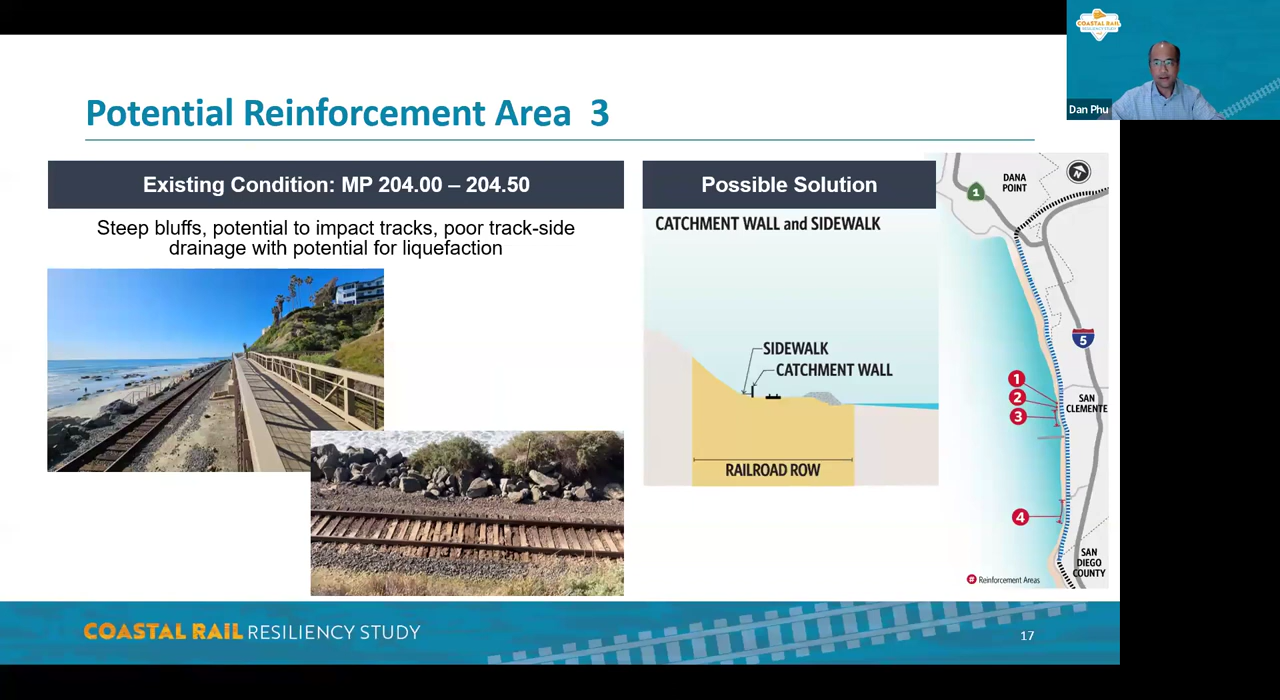 COASTAL RAIL
RESILIENCY STUDY
Dan Phu
Potential Reinforcement Area 3
Existing Condition: MP 204.00 – 204.50
Steep bluffs, potential to impact tracks, poor track-side
drainage with potential for liquefaction
Possible Solution
CATCHMENT WALL and SIDEWALK
SIDEWALK
CATCHMENT WALL
RAILROAD ROW
N
DANA
POINT
1
5
1
2
3
SAN
CLEMENTE
4
SAN
DIEGO
COUNTY
# Reinforcement Areas
COASTAL RAIL RESILIENCY STUDY
17